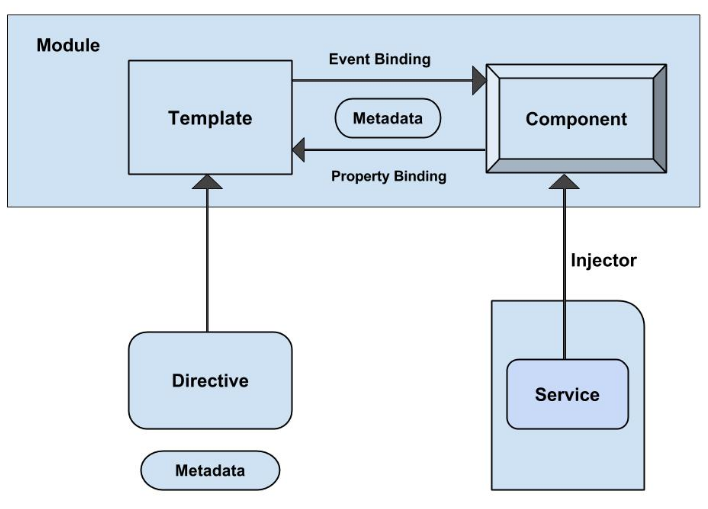 Module
Event Binding
Template
Metadata
Component
Property Binding
Injector
Directive
Service
Metadata